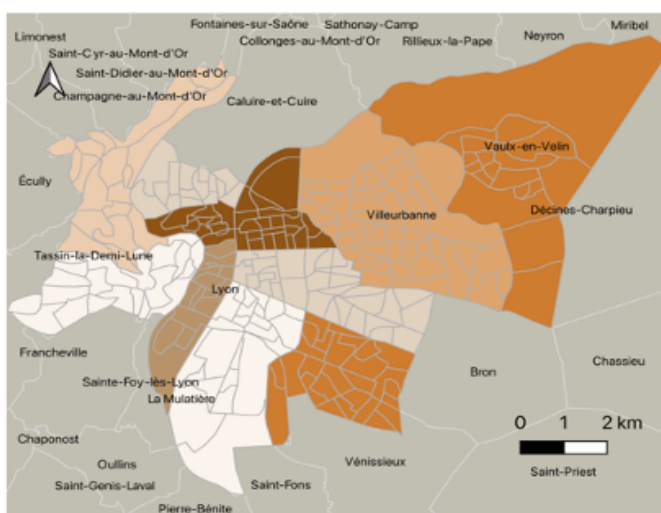 Fontaines-sur-Saône
Sathonay-Camp
Miribel
Limonest
Collonges-au-Mont-d'Or
Rillieux-la-Pape
Neyron
Saint-Cyr-au-Mont-d'Or
Saint-Didier-au-Mont-d'Or
Champagne-au-Mont-d'Or
Caluire-et-Cuire
Vaulx-en-Velin
Écully
Villeurbanne
Décines-Charpieu
Tassin-la-Demi-Lune
Lyon
Francheville
Chassieu
Sainte-Foy-lès-Lyon
Bron
La Mulatière
0 1 2 km
Chaponost
Oullins
Vénissieux
Saint-Priest
Saint-Genis-Laval
Saint-Fons
Pierre-Bénite